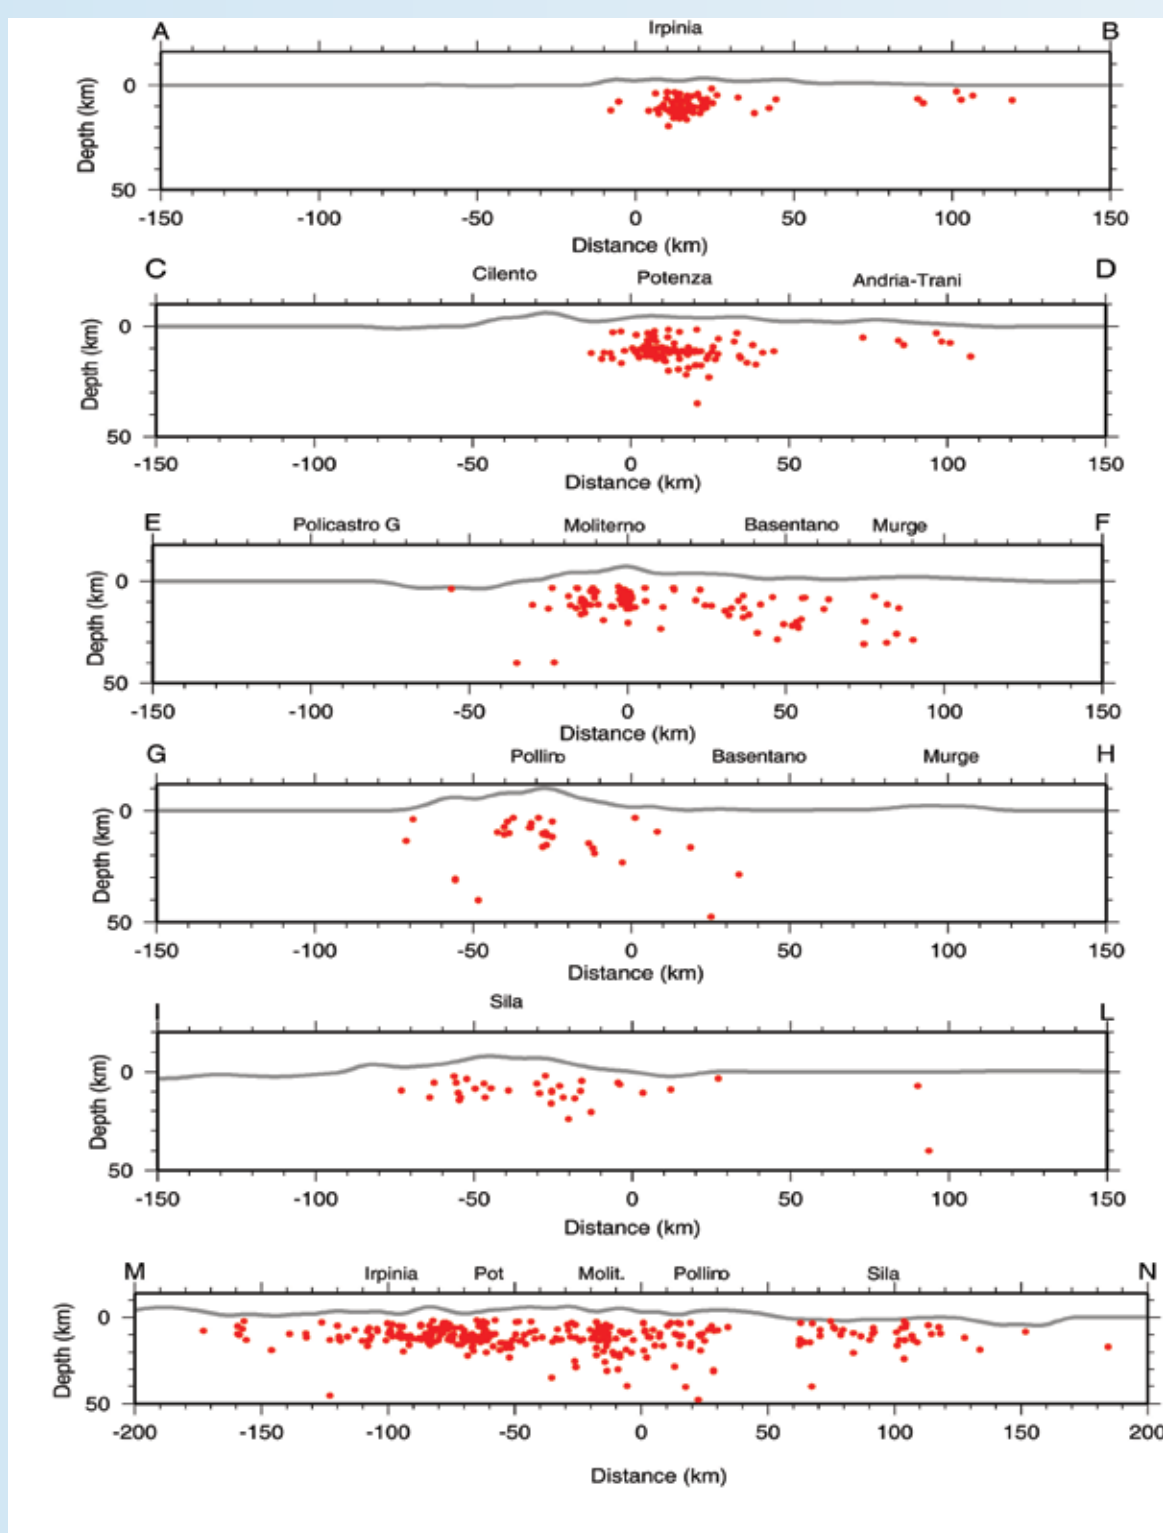 A Irpinia B
Depth (km)
0
50
-150 -100 -50 0 50 100 150
Distance (km)
C Cilento Potenza Andria-Trani D
Depth (km)
0
50
-150 -100 -50 0 50 100 150
Distance (km)
E Policastro G Moliterno Basentano Murge F
Depth (km)
0
50
-150 -100 -50 0 50 100 150
Distance (km)
G Pollino Basentano Murge H
Depth (km)
0
50
-150 -100 -50 0 50 100 150
Distance (km)
I Sila L
Depth (km)
0
50
-150 -100 -50 0 50 100 150
Distance (km)
M Irpinia Pot Molit. Pollino Sila N
Depth (km)
0
50
-200 -150 -100 -50 0 50 100 150 200
Distance (km)